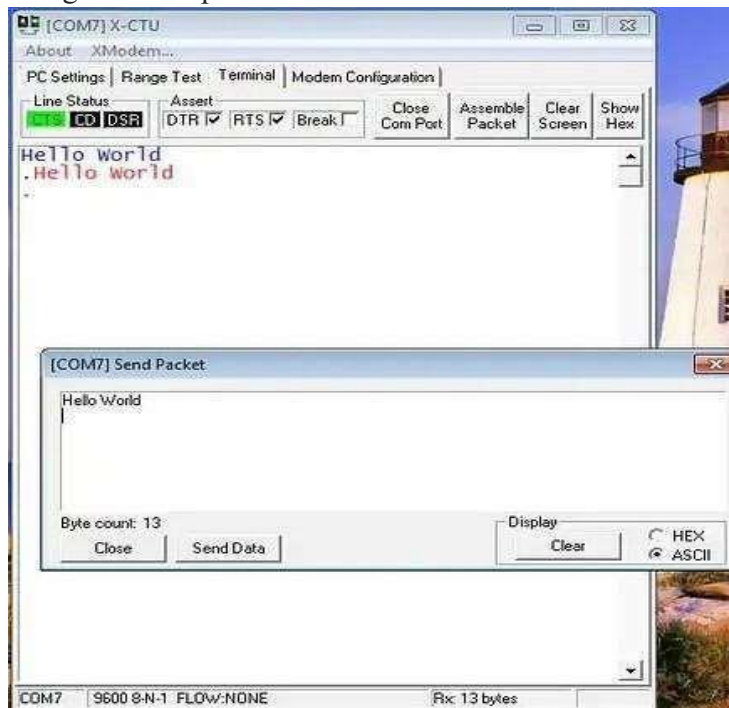 [COM7] X-CTU
About XModem...
PC Settings Range Test Terminal Modem Configuration
Line Status
CTS CD DSR
Assert
DTR RTS Break
Close Com Port
Assemble Packet
Clear Screen
Show Hex
Hello World
.Hello World
.
[COM7] Send Packet
Hello World
Byte count: 13
Close Send Data
Display
Clear
HEX
ASCII
COM7 9600 8-N-1 FLOW:NONE Rx: 13 bytes